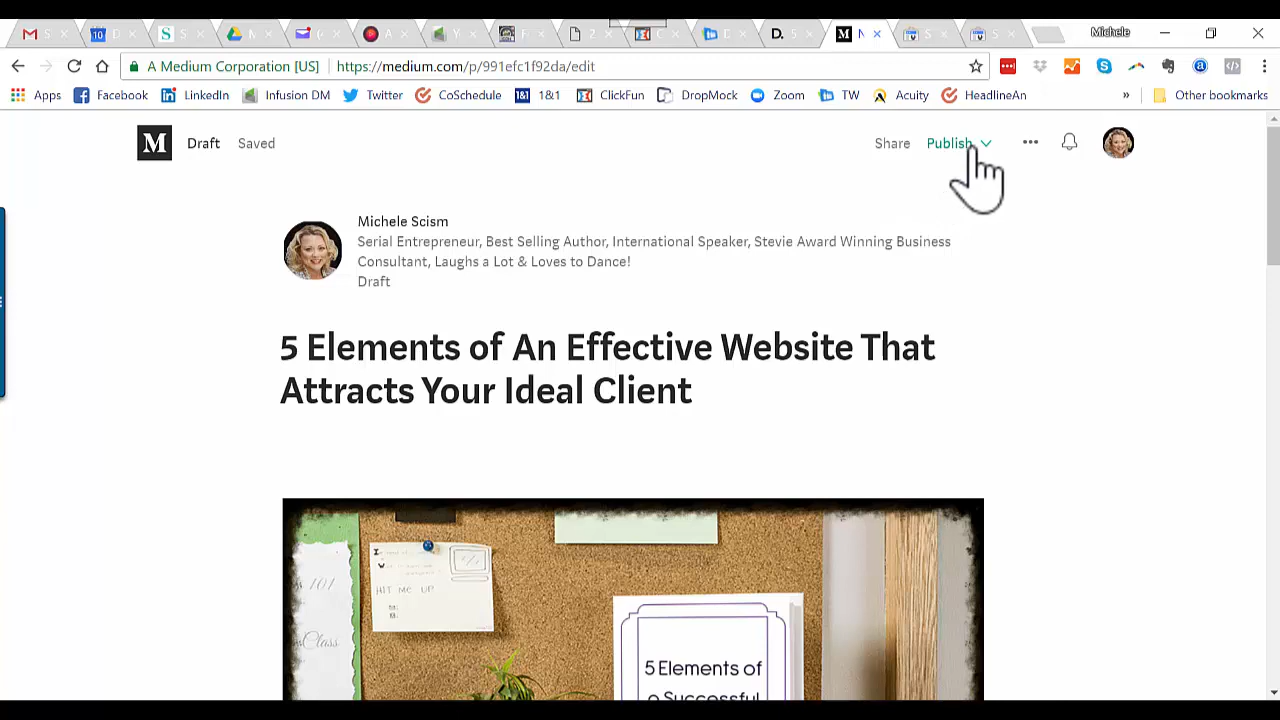 Michele
A Medium Corporation [US] https://medium.com/p/991efc1f92da/edit
Apps Facebook LinkedIn Infusion DM Twitter CoSchedule 1&1 ClickFun DropMock Zoom TW Acuity HeadlineAn » Other bookmarks
M Draft Saved Share Publish
Michele Scism
Serial Entrepreneur, Best Selling Author, International Speaker, Stevie Award Winning Business
Consultant, Laughs a Lot & Loves to Dance!
Draft
5 Elements of An Effective Website That
Attracts Your Ideal Client
HIT ME UP
101
Class
5 Elements of
a Successful